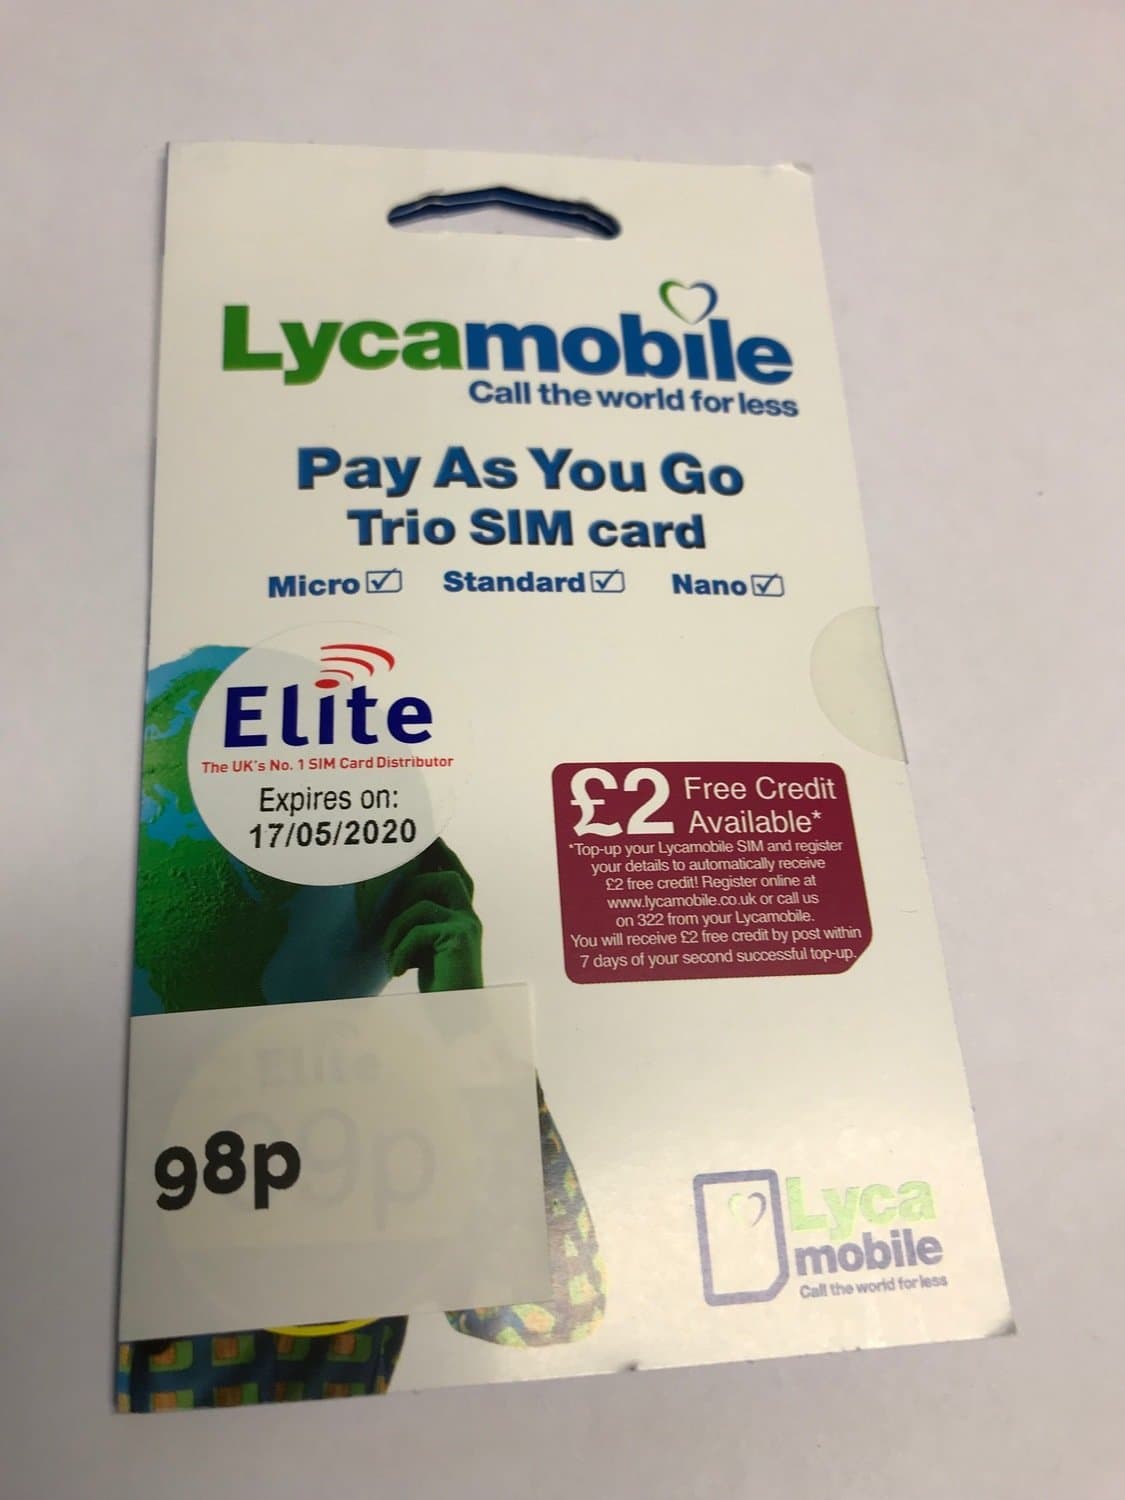 Lycamobile
Call the world for less
Pay As You Go
Trio SIM card
Micro Standard Nano
Elite
The UK's No. 1 SIM Card Distributor
Expires on:
17/05/2020
£2 Free Credit
Available*
*Top-up your Lycamobile SIM and register
your details to automatically receive
£2 free credit! Register online at
www.lycamobile.co.uk or call us
on 322 from your Lycamobile.
You will receive £2 free credit by post within
7 days of your second successful top-up.
Elite
98p
99p
Lyca
mobile
Call the world for less